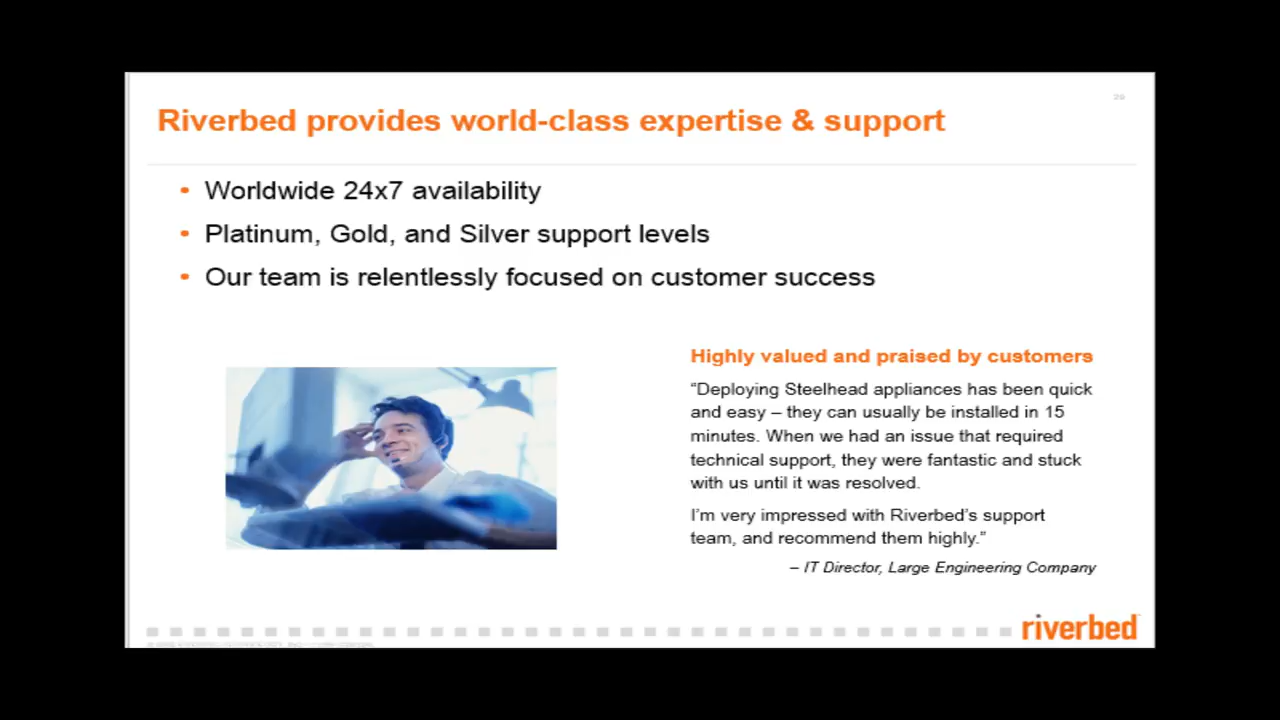 Riverbed provides world-class expertise & support
• Worldwide 24x7 availability
• Platinum, Gold, and Silver support levels
• Our team is relentlessly focused on customer success
Highly valued and praised by customers
“Deploying Steelhead appliances has been quick
and easy – they can usually be installed in 15
minutes. When we had an issue that required
technical support, they were fantastic and stuck
with us until it was resolved.
I’m very impressed with Riverbed’s support
team, and recommend them highly.”
– IT Director, Large Engineering Company
riverbed